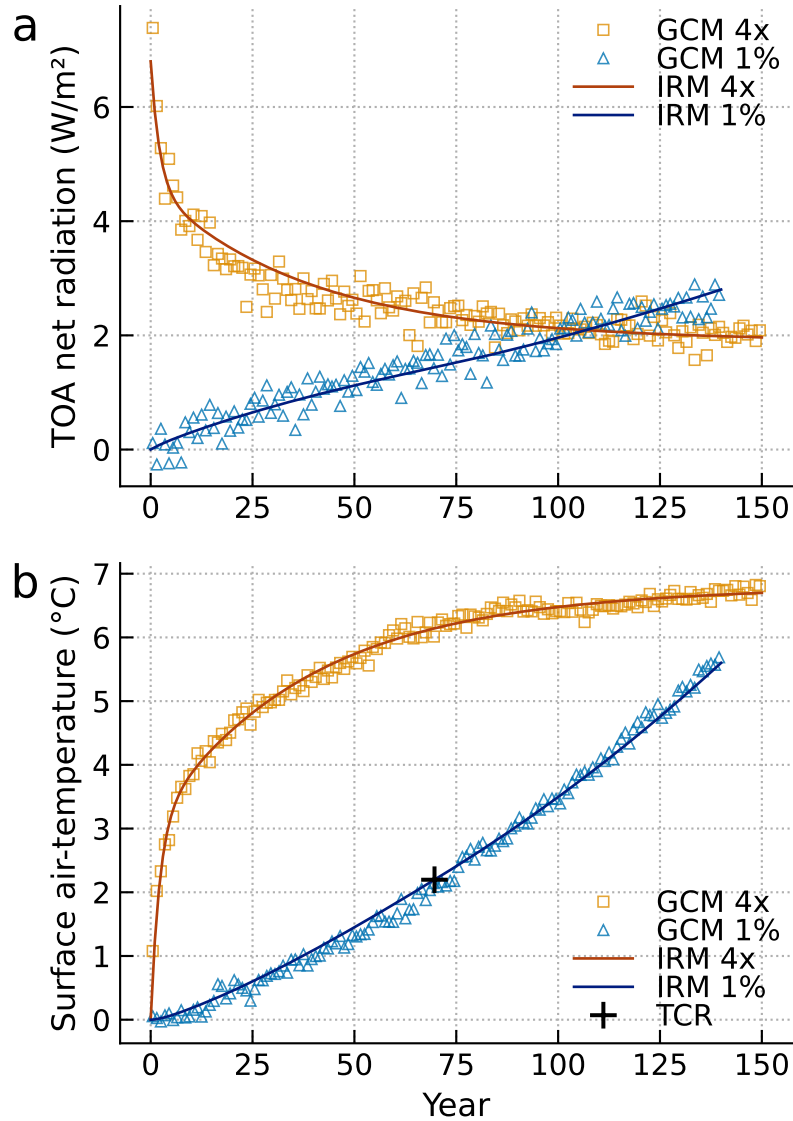 a
GCM 4x
GCM 1%
IRM 4x
IRM 1%
TOA net radiation (W/m²)
6
4
2
0
0 25 50 75 100 125 150
b
7
6
5
4
3
2
1
0
Surface air-temperature (°C)
GCM 4x
GCM 1%
IRM 4x
IRM 1%
TCR
0 25 50 75 100 125 150
Year